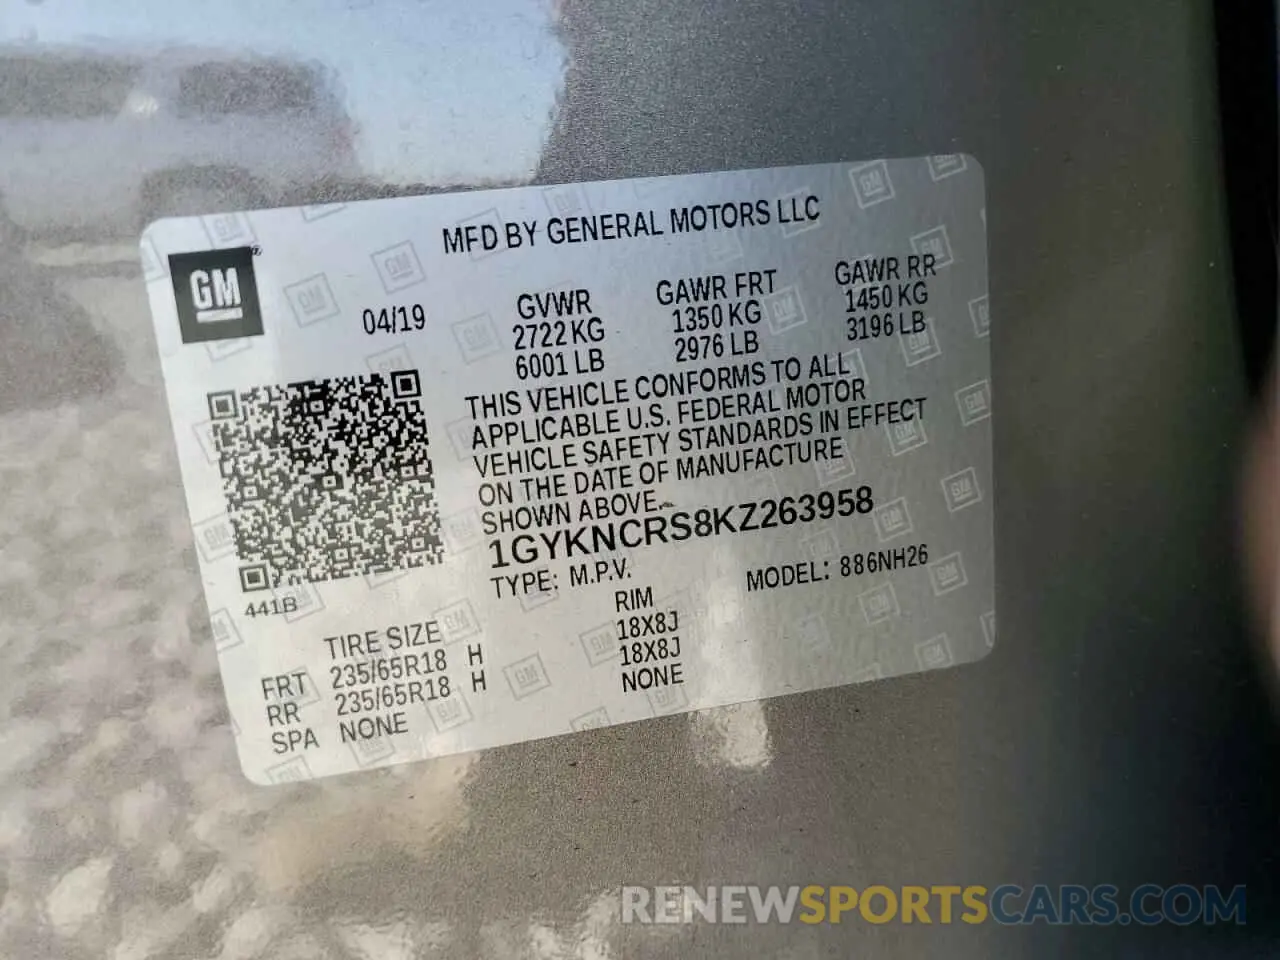 MFD BY GENERAL MOTORS LLC
GM
04/19
GVWR GAWR FRT GAWR RR
2722 KG 1350 KG 1450 KG
6001 LB 2976 LB 3196 LB
THIS VEHICLE CONFORMS TO ALL
APPLICABLE U.S. FEDERAL MOTOR
VEHICLE SAFETY STANDARDS IN EFFECT
ON THE DATE OF MANUFACTURE
SHOWN ABOVE.
1GYKNCRS8KZ263958
TYPE: M.P.V. MODEL: 886NH26
441B
TIRE SIZE RIM
FRT 235/65R18 H 18X8J
RR 235/65R18 H 18X8J
SPA NONE NONE
RENEWSPORTSCARS.COM